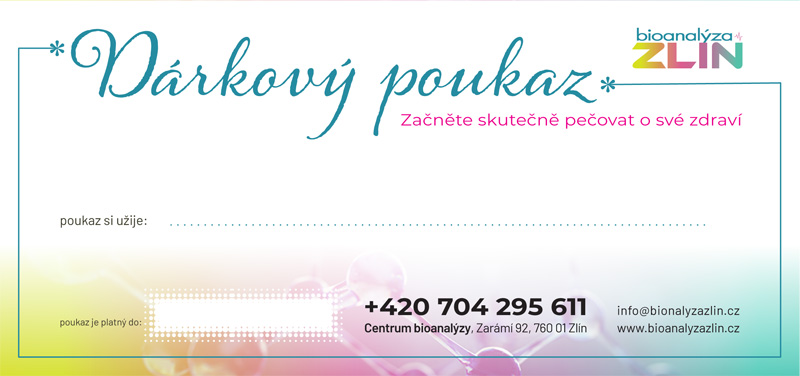 bioanalýza
ZLÍN
*Dárkový poukaz*
Začněte skutečně pečovat o své zdraví
poukaz si užije: ................................................................................
poukaz je platný do:
+420 704 295 611
Centrum bioanalýzy, Zarámí 92, 760 01 Zlín
info@bionalyzazlin.cz
www.bioanalyzazlin.cz